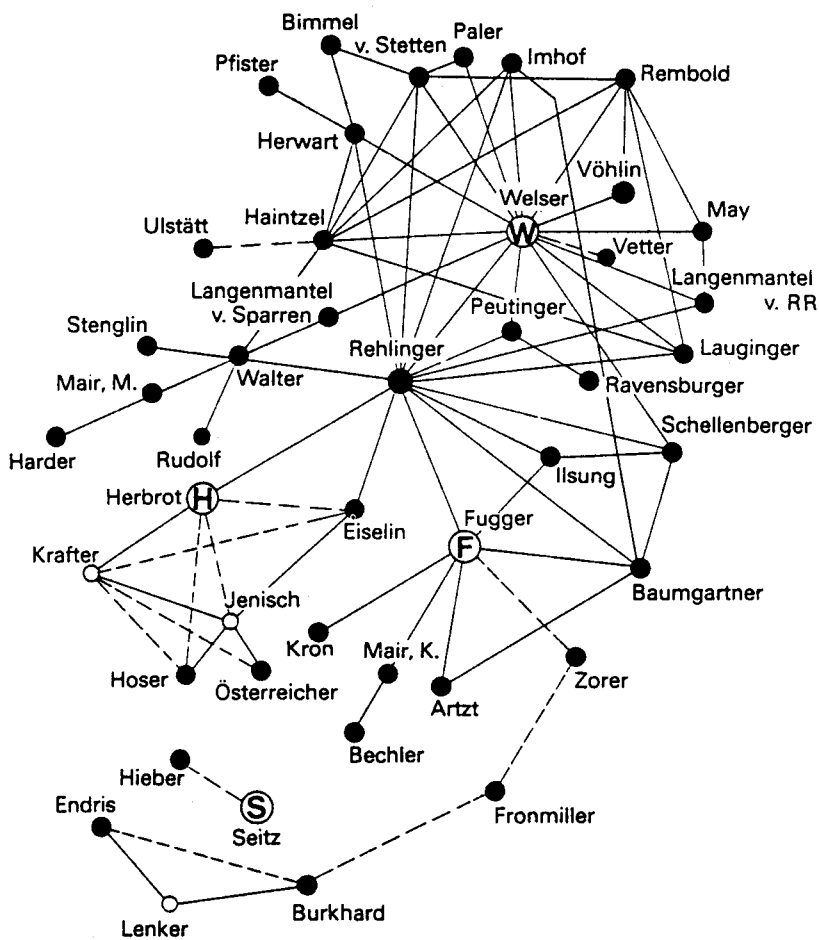 Bimmel
v. Stetten
Paler
Imhof
Pfister
Rembold
Herwart
Vöhlin
Welser
W
Ulstätt
Haintzel
May
Vetter
Langenmantel
v. Sparren
Langenmantel
v. RR
Peutinger
Stenglin
Rehlinger
Lauginger
Mair, M.
Walter
Ravensburger
Harder
Rudolf
Schellenberger
Ilsung
Herbrot
H
Eiselin
Fugger
F
Krafter
Jenisch
Baumgartner
Kron
Mair, K.
Hoser
Österreicher
Artzt
Zorer
Bechler
Hieber
S
Seitz
Endris
Fronmiller
Burkhard
Lenker